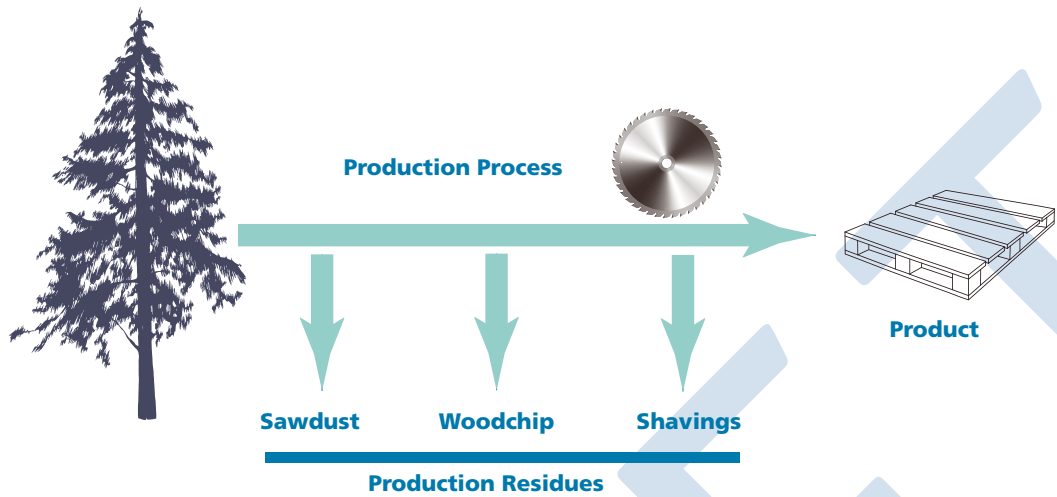 Production Process
Product
Sawdust
Woodchip
Shavings
Production Residues